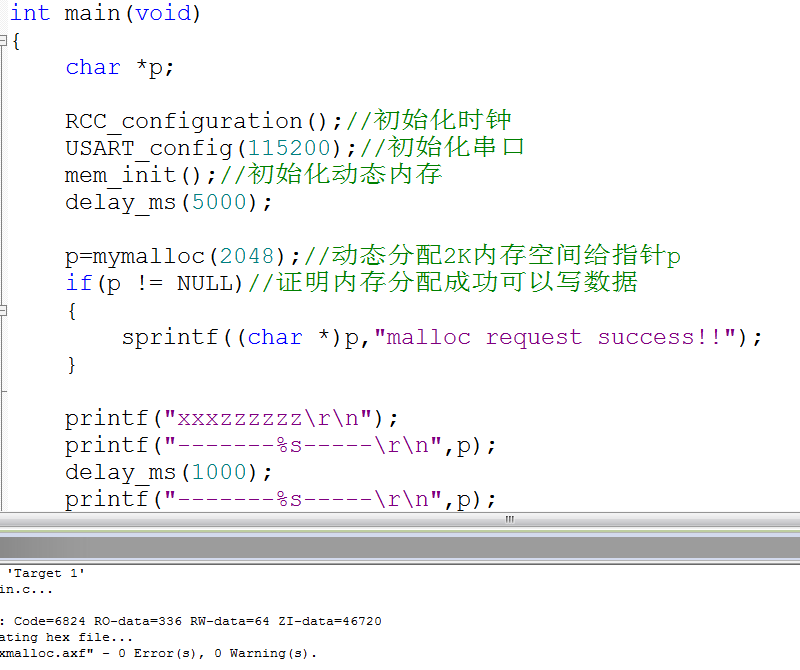 int main(void)
{
char *p;
RCC_configuration();//初始化时钟
USART_config(115200);//初始化串口
mem_init();//初始化动态内存
delay_ms(5000);
p=mymalloc(2048);//动态分配2K内存空间给指针p
if(p != NULL)//证明内存分配成功可以写数据
{
sprintf((char *)p,"malloc request success!!");
}
printf("xxxzzzzzz\r\n");
printf("-------%s-----\r\n",p);
delay_ms(1000);
printf("-------%s-----\r\n",p);
'Target 1'
in.c...
: Code=6824 RO-data=336 RW-data=64 ZI-data=46720
ating hex file...
xmalloc.axf" - 0 Error(s), 0 Warning(s).